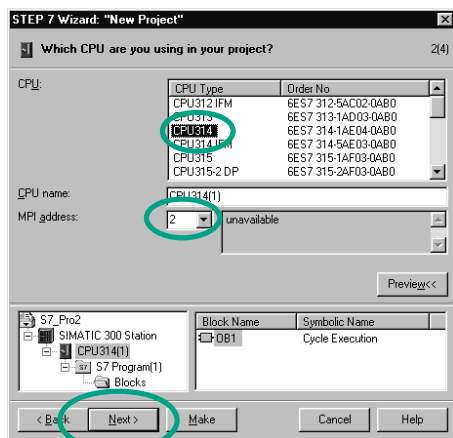 STEP 7 Wizard: "New Project"
Which CPU are you using in your project? 2(4)
CPU:
CPU Type Order No
CPU312 IFM 6ES7 312-5AC02-0AB0
CPU313 6ES7 313-1AD03-0AB0
CPU314 6ES7 314-1AE04-0AB0
CPU314 IFM 6ES7 314-5AE03-0AB0
CPU315 6ES7 315-1AF03-0AB0
CPU315-2 DP 6ES7 315-2AF03-0AB0
CPU name: CPU314(1)
MPI address: 2 unavailable
Preview<<
S7_Pro2
SIMATIC 300 Station
CPU314(1)
S7 Program(1)
Blocks
Block Name Symbolic Name
OB1 Cycle Execution
< Back Next > Make Cancel Help